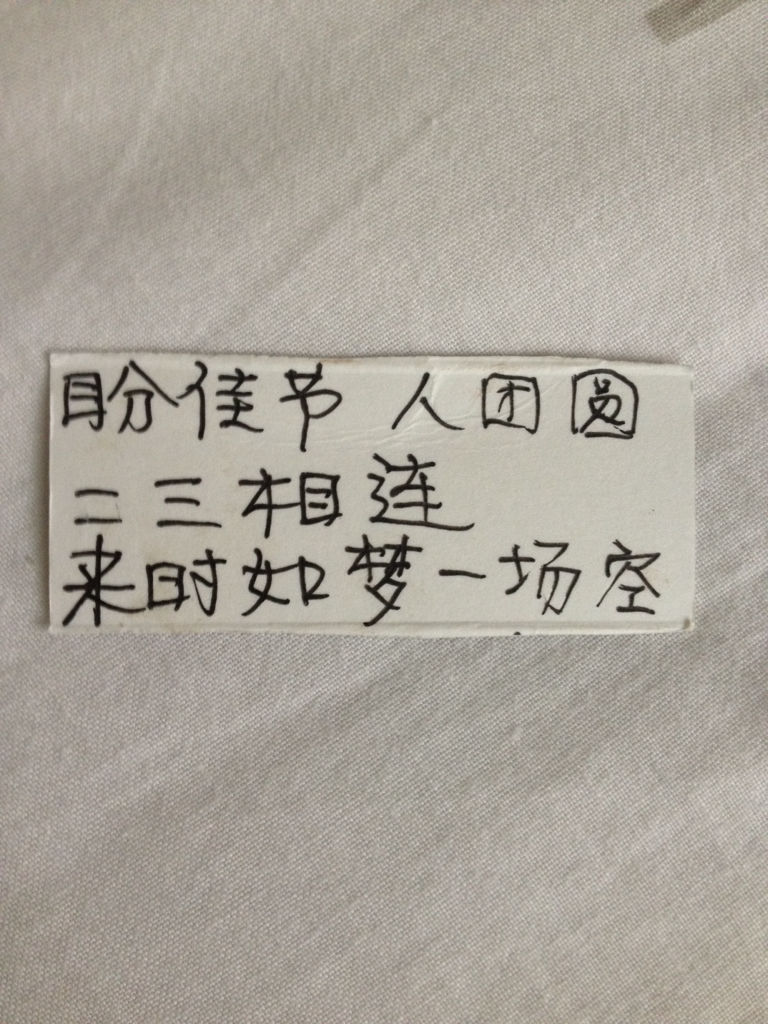 盼佳节 人团圆
二三相连
来时如梦一场空